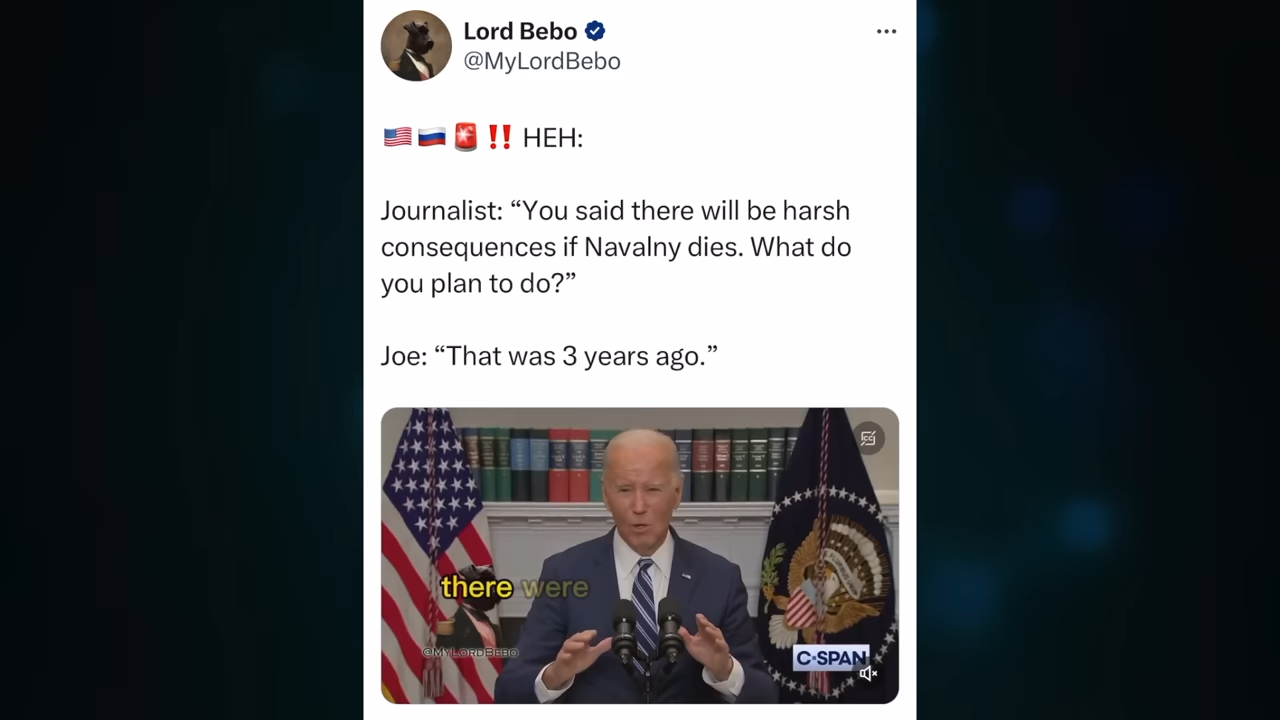 Lord Bebo
@MyLordBebo
🇺🇸🇷🇺🚨‼️ HEH:
Journalist: “You said there will be harsh
consequences if Navalny dies. What do
you plan to do?”
Joe: “That was 3 years ago.”
CC
there were
@MYLORDBEBO
C-SPAN